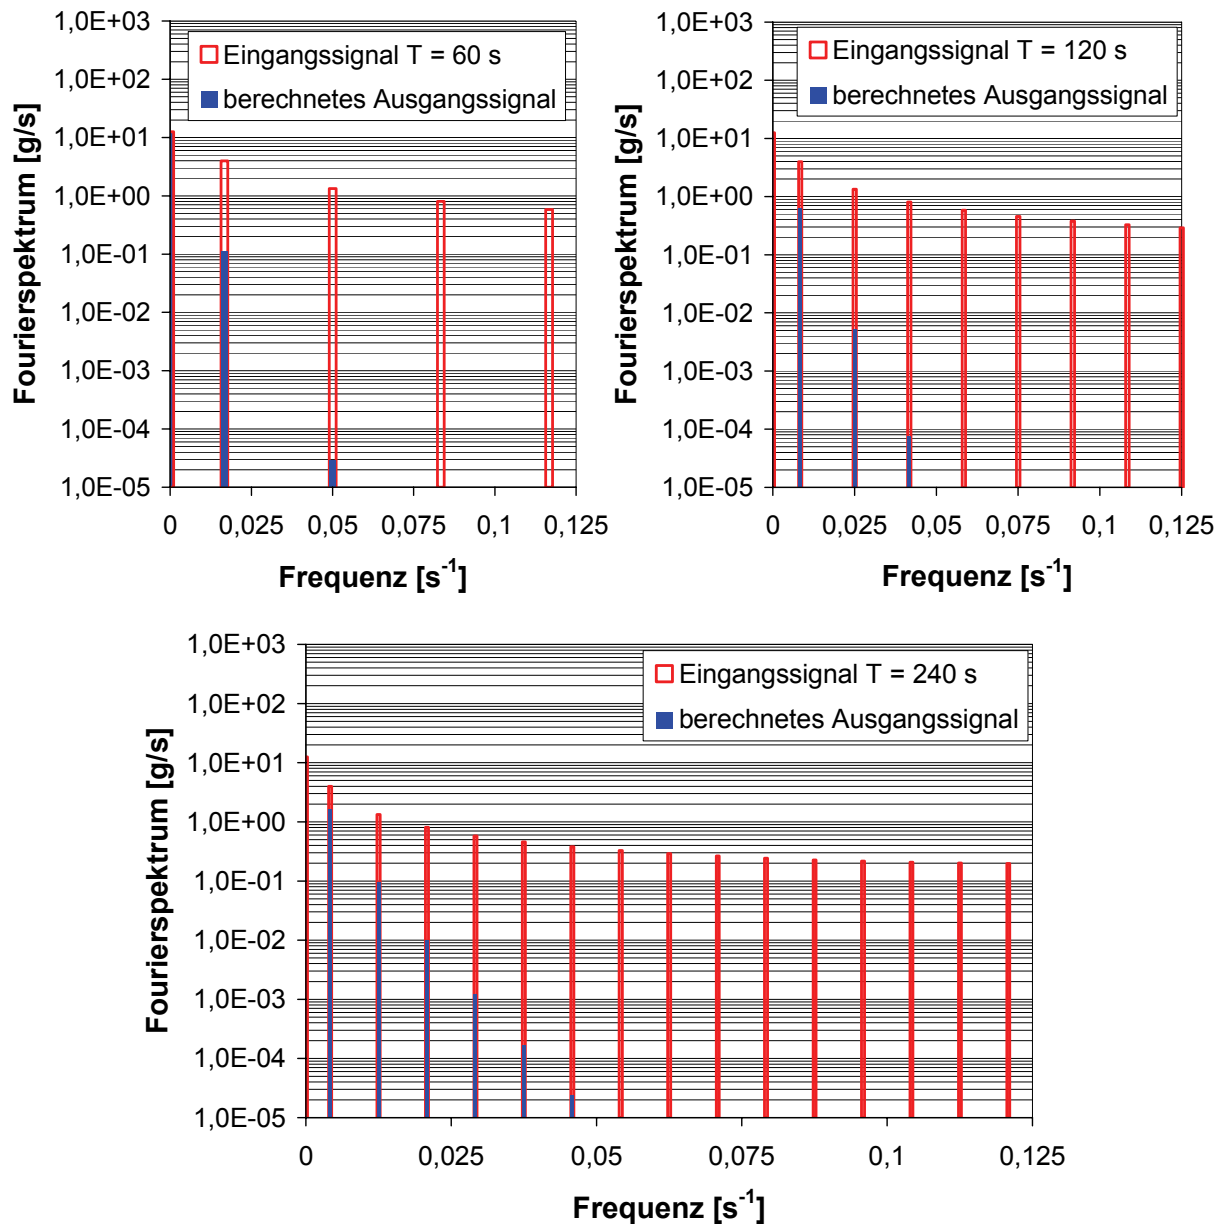 Fourierspektrum [g/s]
1,0E+03
1,0E+02
1,0E+01
1,0E+00
1,0E-01
1,0E-02
1,0E-03
1,0E-04
1,0E-05
Eingangssignal T = 60 s
berechnetes Ausgangssignal
0 0,025 0,05 0,075 0,1 0,125
Frequenz [s-1]
Fourierspektrum [g/s]
1,0E+03
1,0E+02
1,0E+01
1,0E+00
1,0E-01
1,0E-02
1,0E-03
1,0E-04
1,0E-05
Eingangssignal T = 120 s
berechnetes Ausgangssignal
0 0,025 0,05 0,075 0,1 0,125
Frequenz [s-1]
Fourierspektrum [g/s]
1,0E+03
1,0E+02
1,0E+01
1,0E+00
1,0E-01
1,0E-02
1,0E-03
1,0E-04
1,0E-05
Eingangssignal T = 240 s
berechnetes Ausgangssignal
0 0,025 0,05 0,075 0,1 0,125
Frequenz [s-1]